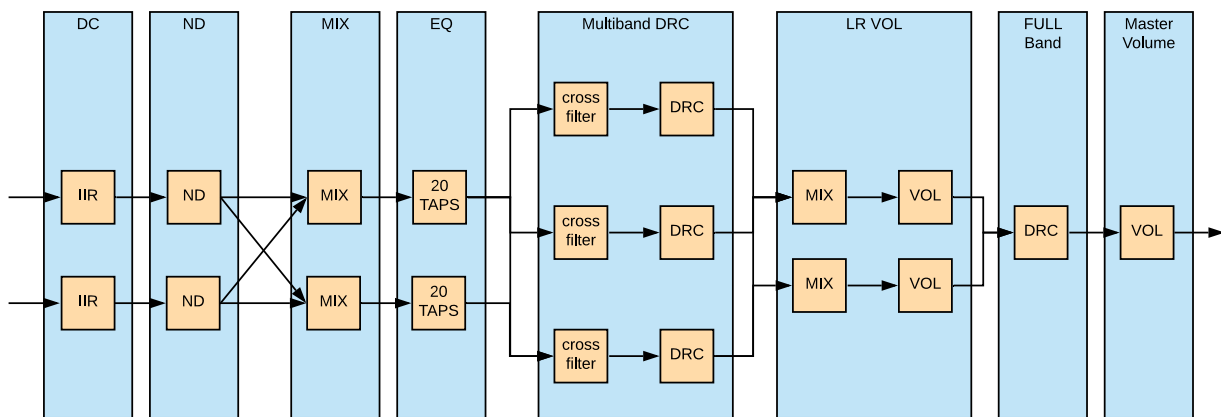 DC
ND
MIX
EQ
Multiband DRC
LR VOL
FULL
Band
Master
Volume
cross
filter
DRC
IIR
ND
MIX
20
TAPS
MIX
VOL
cross
filter
DRC
DRC
VOL
IIR
ND
MIX
20
TAPS
MIX
VOL
cross
filter
DRC